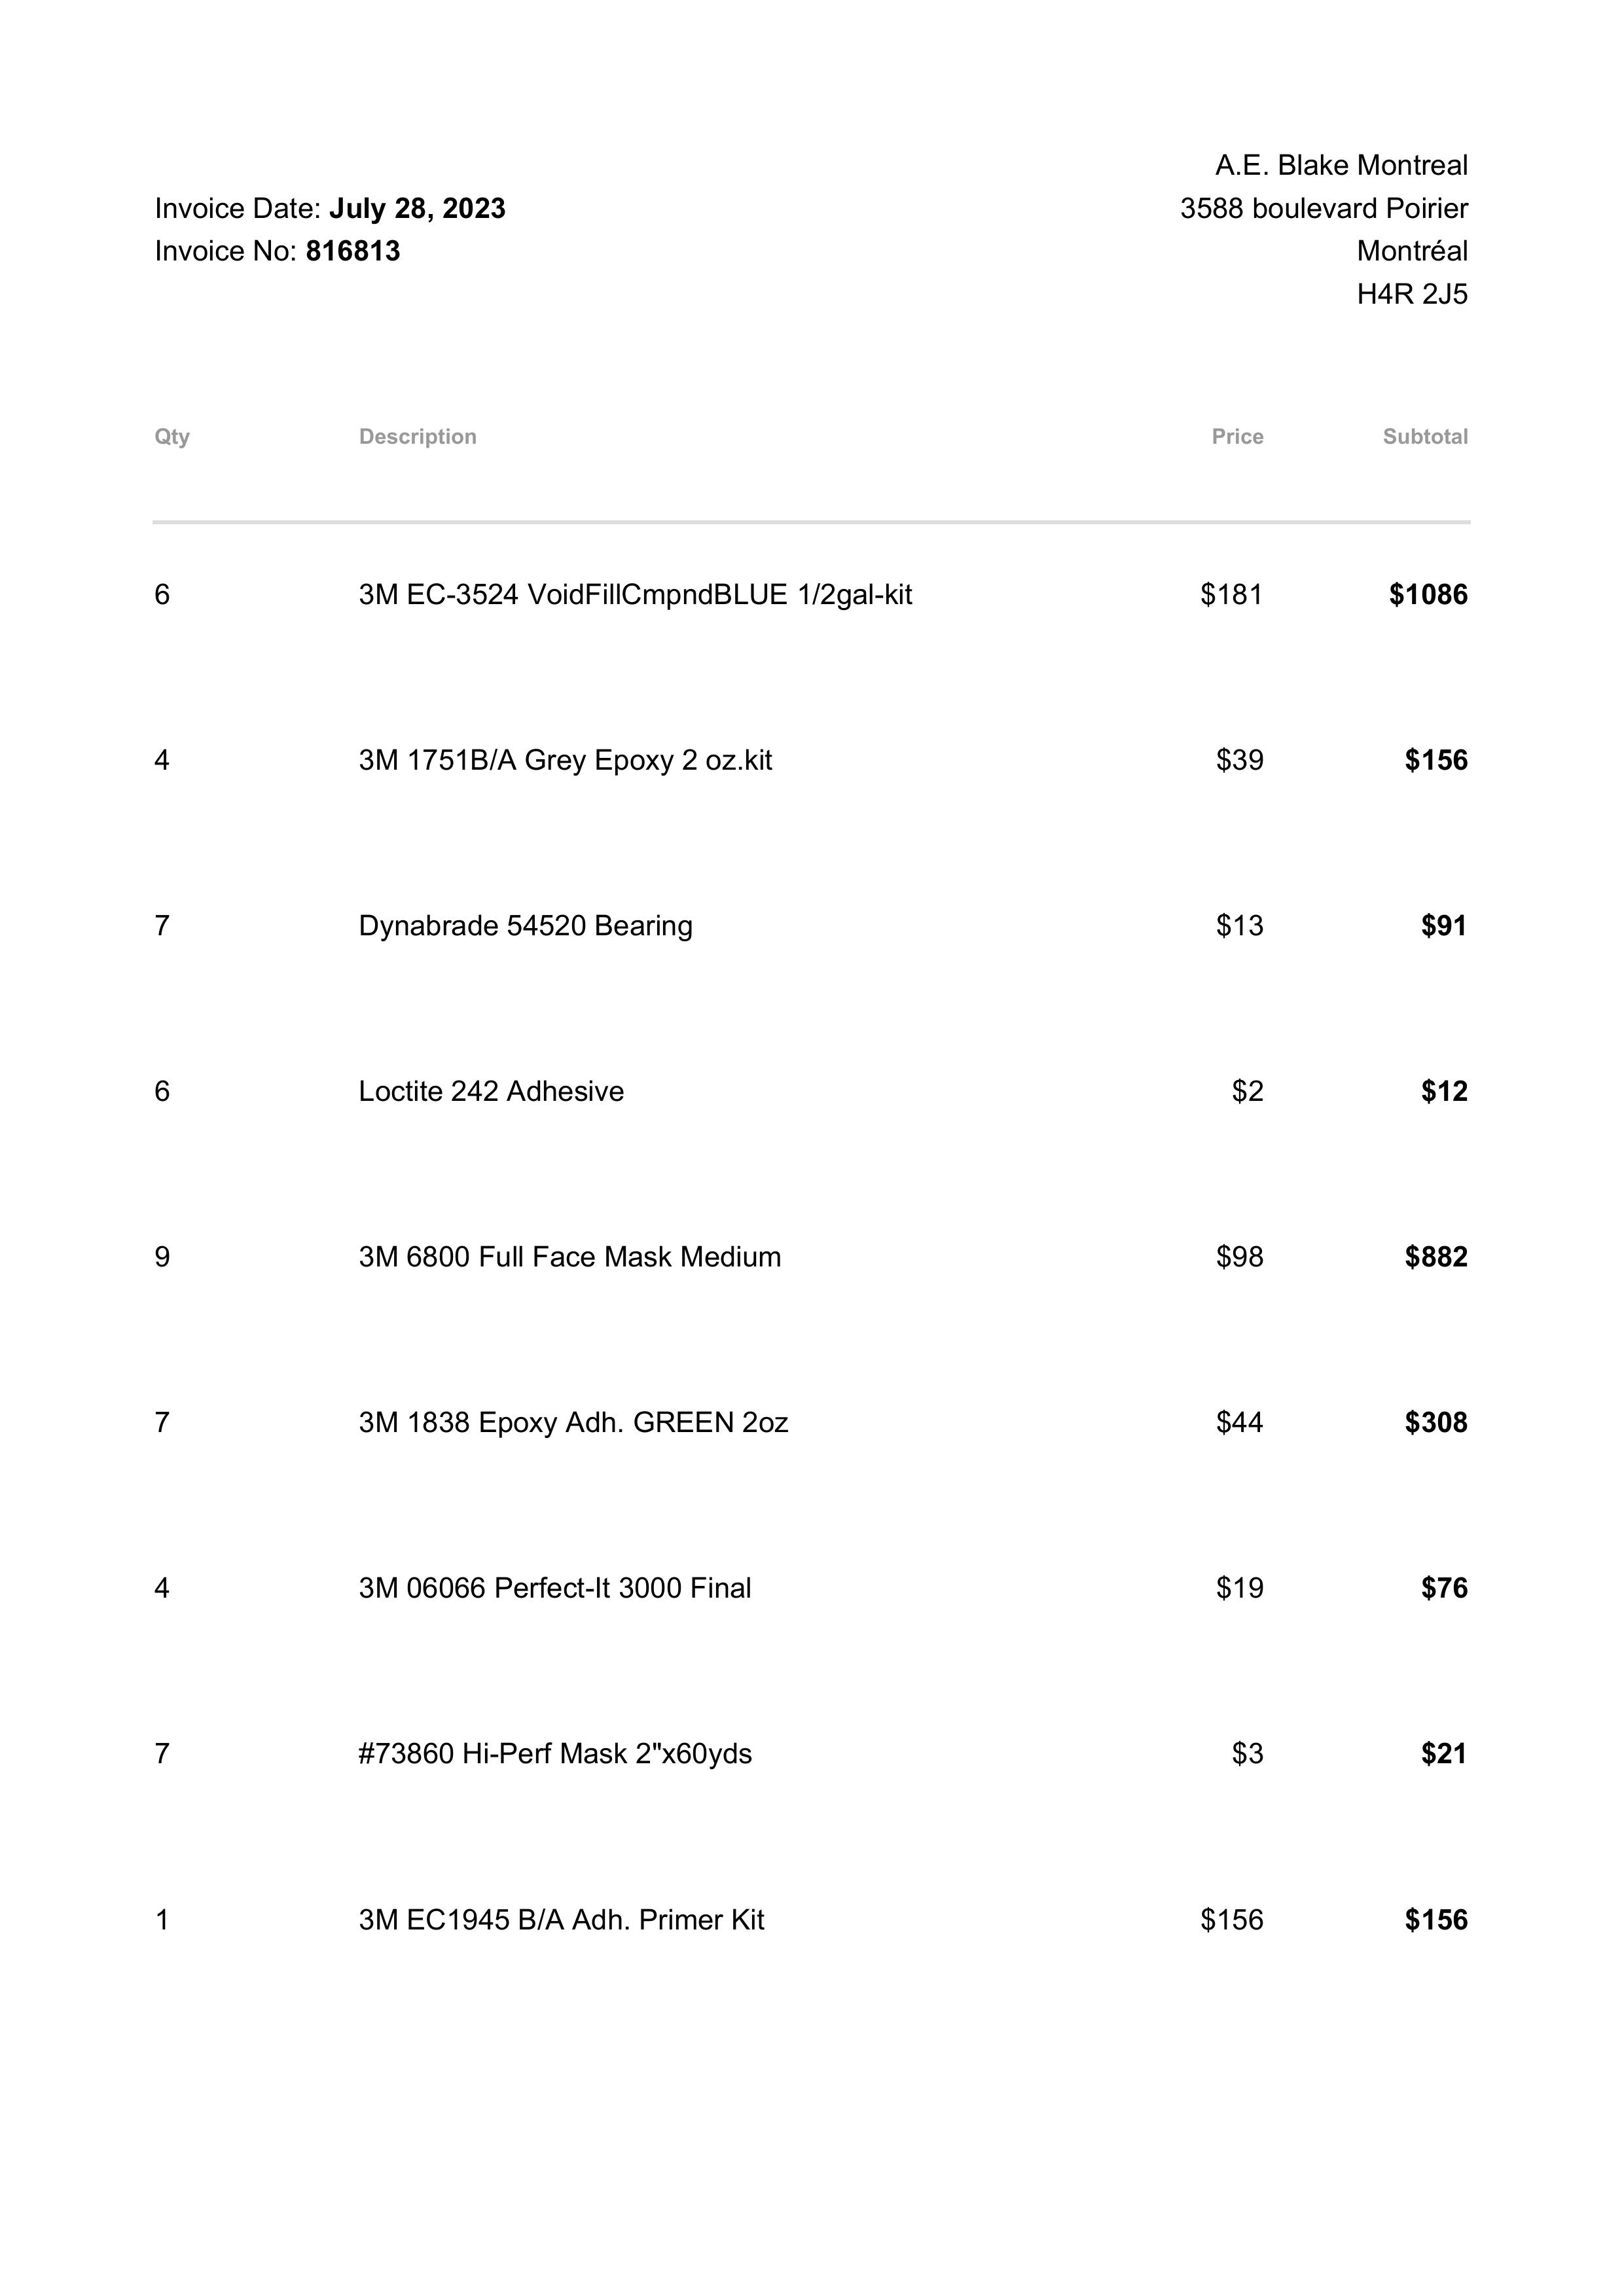 A.E. Blake Montreal
Invoice Date: July 28, 2023 3588 boulevard Poirier
Invoice No: 816813 Montréal
H4R 2J5
Qty Description Price Subtotal
6 3M EC-3524 VoidFillCmpndBLUE 1/2gal-kit $181 $1086
4 3M 1751B/A Grey Epoxy 2 oz.kit $39 $156
7 Dynabrade 54520 Bearing $13 $91
6 Loctite 242 Adhesive $2 $12
9 3M 6800 Full Face Mask Medium $98 $882
7 3M 1838 Epoxy Adh. GREEN 2oz $44 $308
4 3M 06066 Perfect-It 3000 Final $19 $76
7 #73860 Hi-Perf Mask 2"x60yds $3 $21
1 3M EC1945 B/A Adh. Primer Kit $156 $156